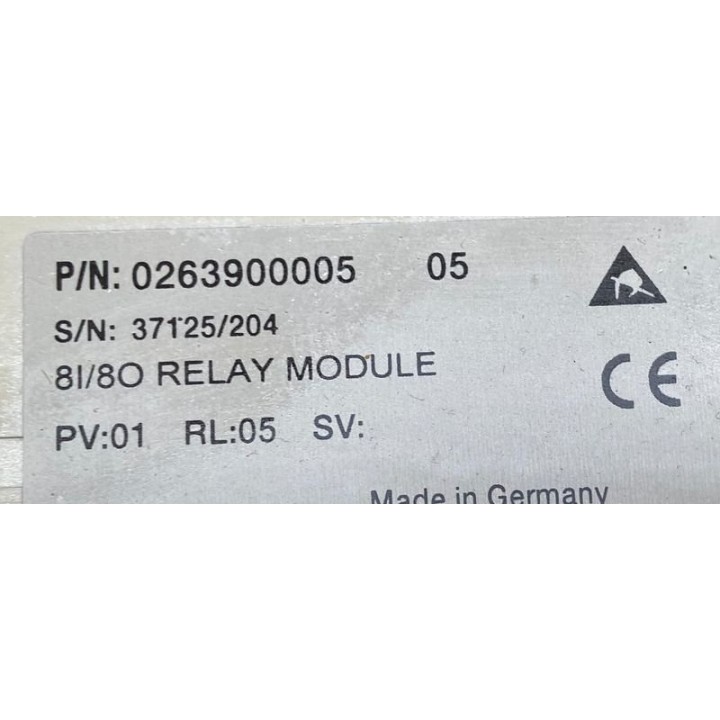 P/N: 0263900005 05
S/N: 37125/204
8I/8O RELAY MODULE
CE
PV:01 RL:05 SV:
Made in Germany